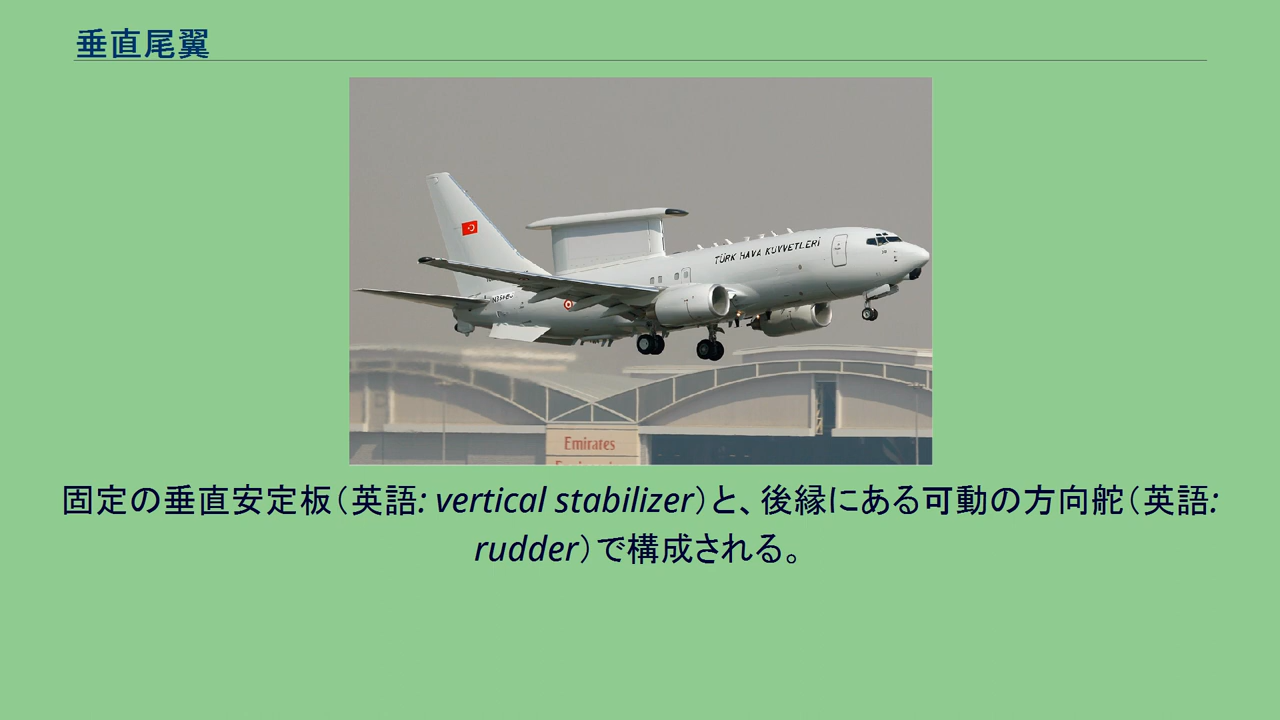 垂直尾翼
TÜRK HAVA KUVVETLERİ
Emirates
固定の垂直安定板（英語: vertical stabilizer）と、後縁にある可動の方向舵（英語:
rudder）で構成される。